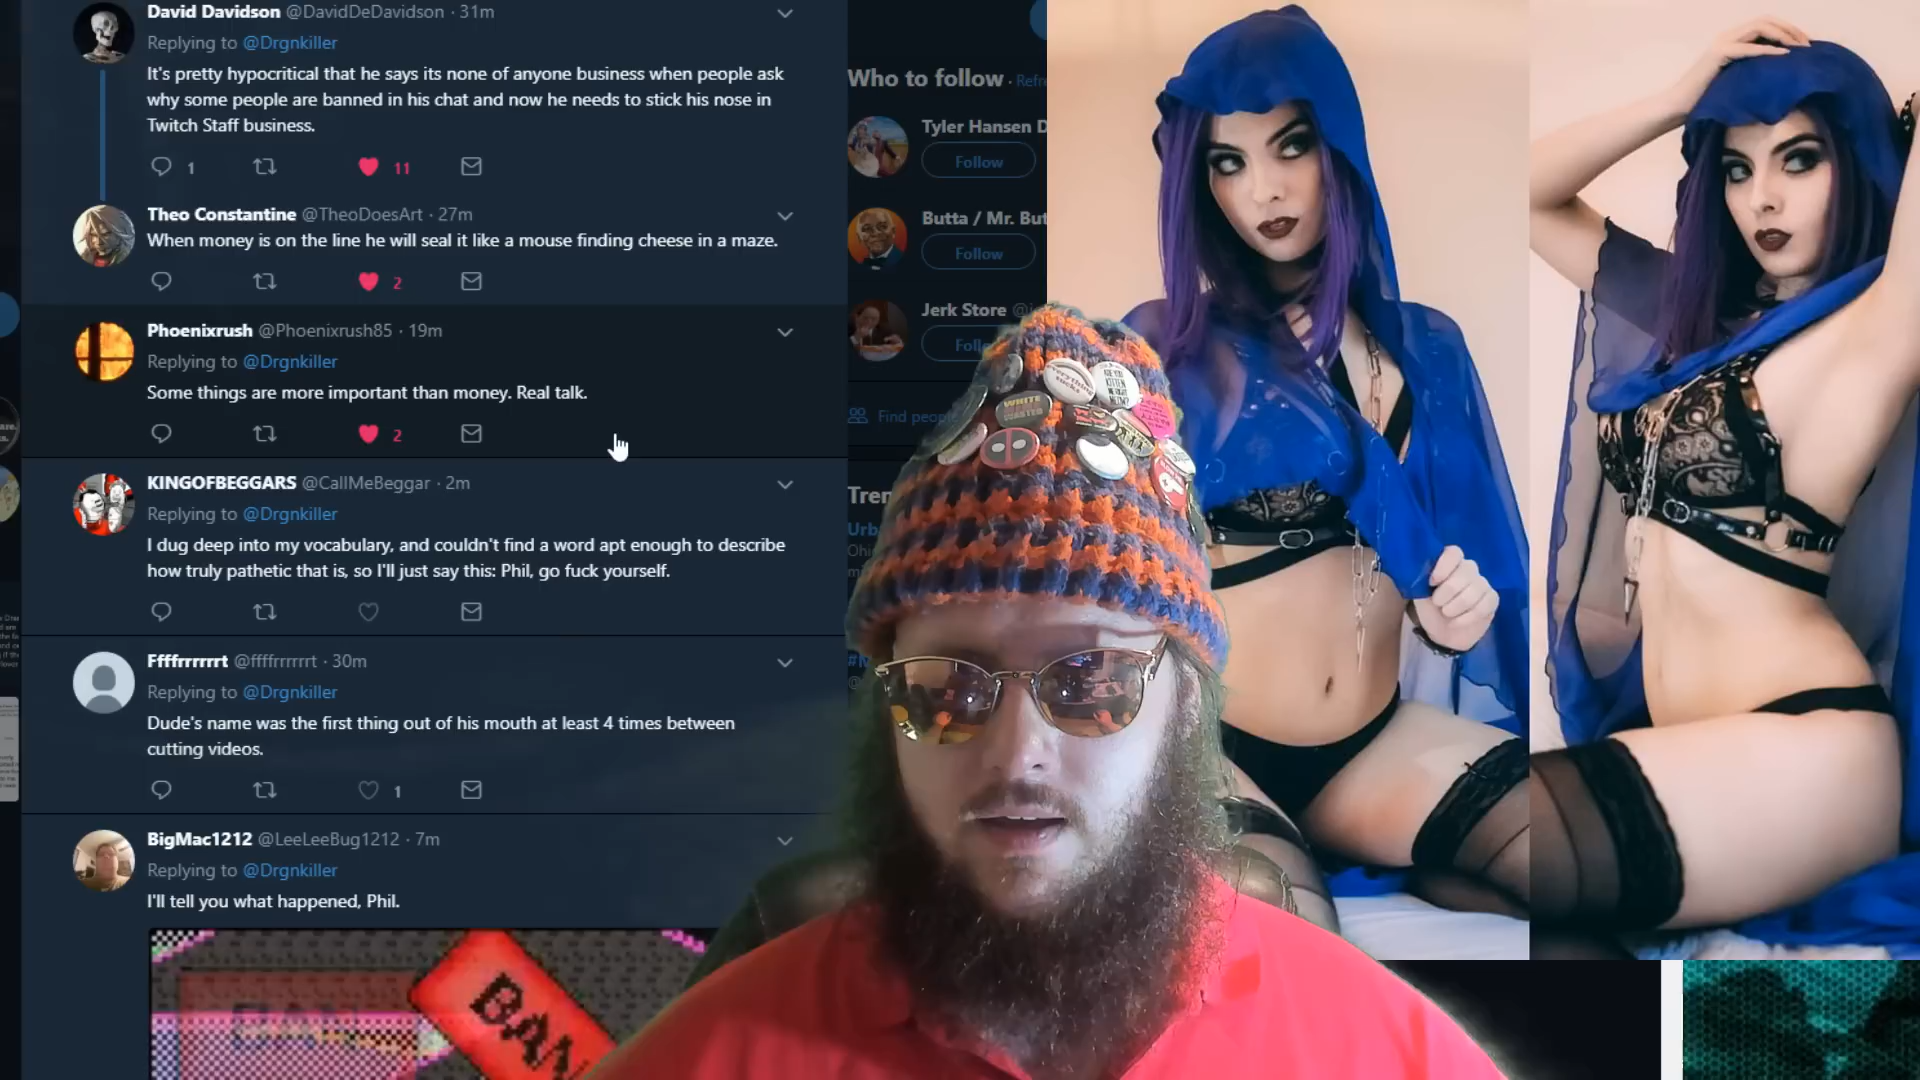 David Davidson @DavidDeDavidson · 31m
Replying to @Drgnkiller
It's pretty hypocritical that he says its none of anyone business when people ask
why some people are banned in his chat and now he needs to stick his nose in
Twitch Staff business.
1 11
Theo Constantine @TheoDoesArt · 27m
When money is on the line he will seal it like a mouse finding cheese in a maze.
2
Phoenixrush @Phoenixrush85 · 19m
Replying to @Drgnkiller
Some things are more important than money. Real talk.
2
KINGOFBEGGARS @CallMeBeggar · 2m
Replying to @Drgnkiller
I dug deep into my vocabulary, and couldn't find a word apt enough to describe
how truly pathetic that is, so I'll just say this: Phil, go fuck yourself.
Ffffrrrrrrt @ffffrrrrrrt · 30m
Replying to @Drgnkiller
Dude's name was the first thing out of his mouth at least 4 times between
cutting videos.
1
BigMac1212 @LeeLeeBug1212 · 7m
Replying to @Drgnkiller
I'll tell you what happened, Phil.
BAN
Who to follow · Refr
Tyler Hansen D
Follow
Butta / Mr. But
Follow
Jerk Store
Foll
Find peop
Tren
Urb